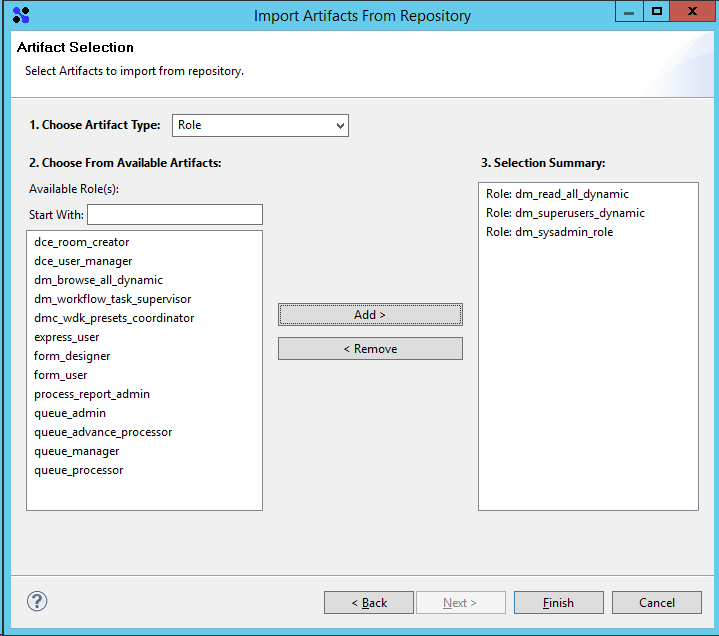 Import Artifacts From Repository
Artifact Selection
Select Artifacts to import from repository.
1. Choose Artifact Type: Role
2. Choose From Available Artifacts:
Available Role(s):
Start With:
dce_room_creator
dce_user_manager
dm_browse_all_dynamic
dm_workflow_task_supervisor
dmc_wdk_presets_coordinator
express_user
form_designer
form_user
process_report_admin
queue_admin
queue_advance_processor
queue_manager
queue_processor
Add >
< Remove
3. Selection Summary:
Role: dm_read_all_dynamic
Role: dm_superusers_dynamic
Role: dm_sysadmin_role
?
< Back
Next >
Finish
Cancel